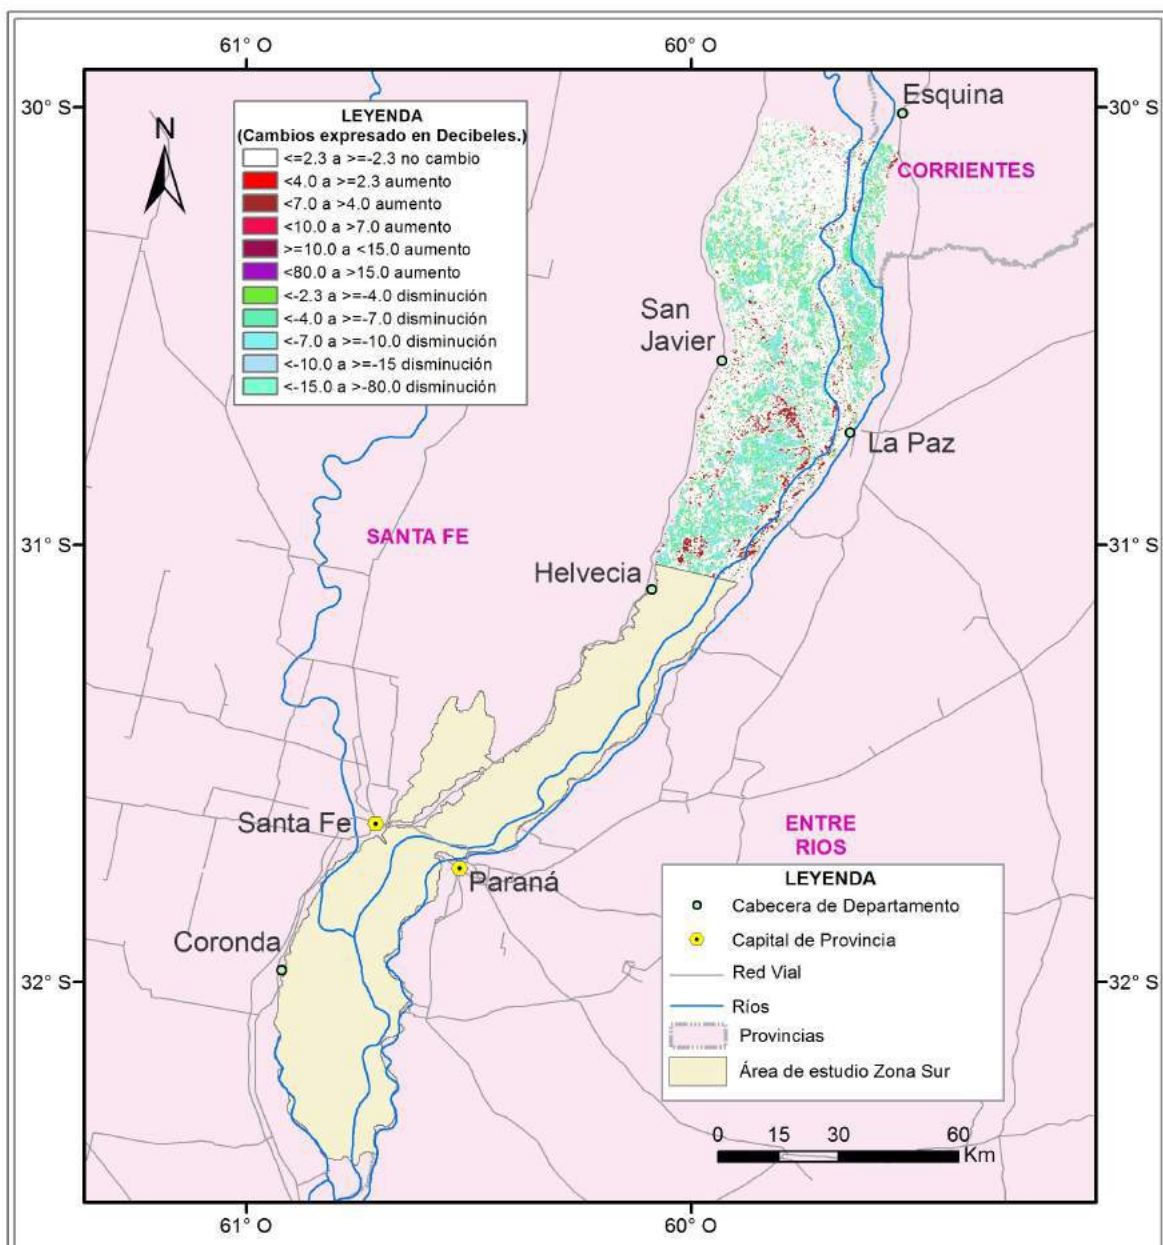 61° O 60° O
30° S 30° S
N
LEYENDA
(Cambios expresado en Decibeles.)
<=2.3 a >=-2.3 no cambio
<4.0 a >=2.3 aumento
<7.0 a >4.0 aumento
<10.0 a >7.0 aumento
>=10.0 a <15.0 aumento
<80.0 a >15.0 aumento
<-2.3 a >=-4.0 disminución
<-4.0 a >=-7.0 disminución
<-7.0 a >=-10.0 disminución
<-10.0 a >=-15 disminución
<-15.0 a >-80.0 disminución
Esquina
CORRIENTES
San
Javier
La Paz
SANTA FE
31° S 31° S
Helvecia
Santa Fe
ENTRE
RIOS
Paraná
Coronda
32° S 32° S
LEYENDA
Cabecera de Departamento
Capital de Provincia
Red Vial
Ríos
Provincias
Área de estudio Zona Sur
0 15 30 60
Km
61° O 60° O